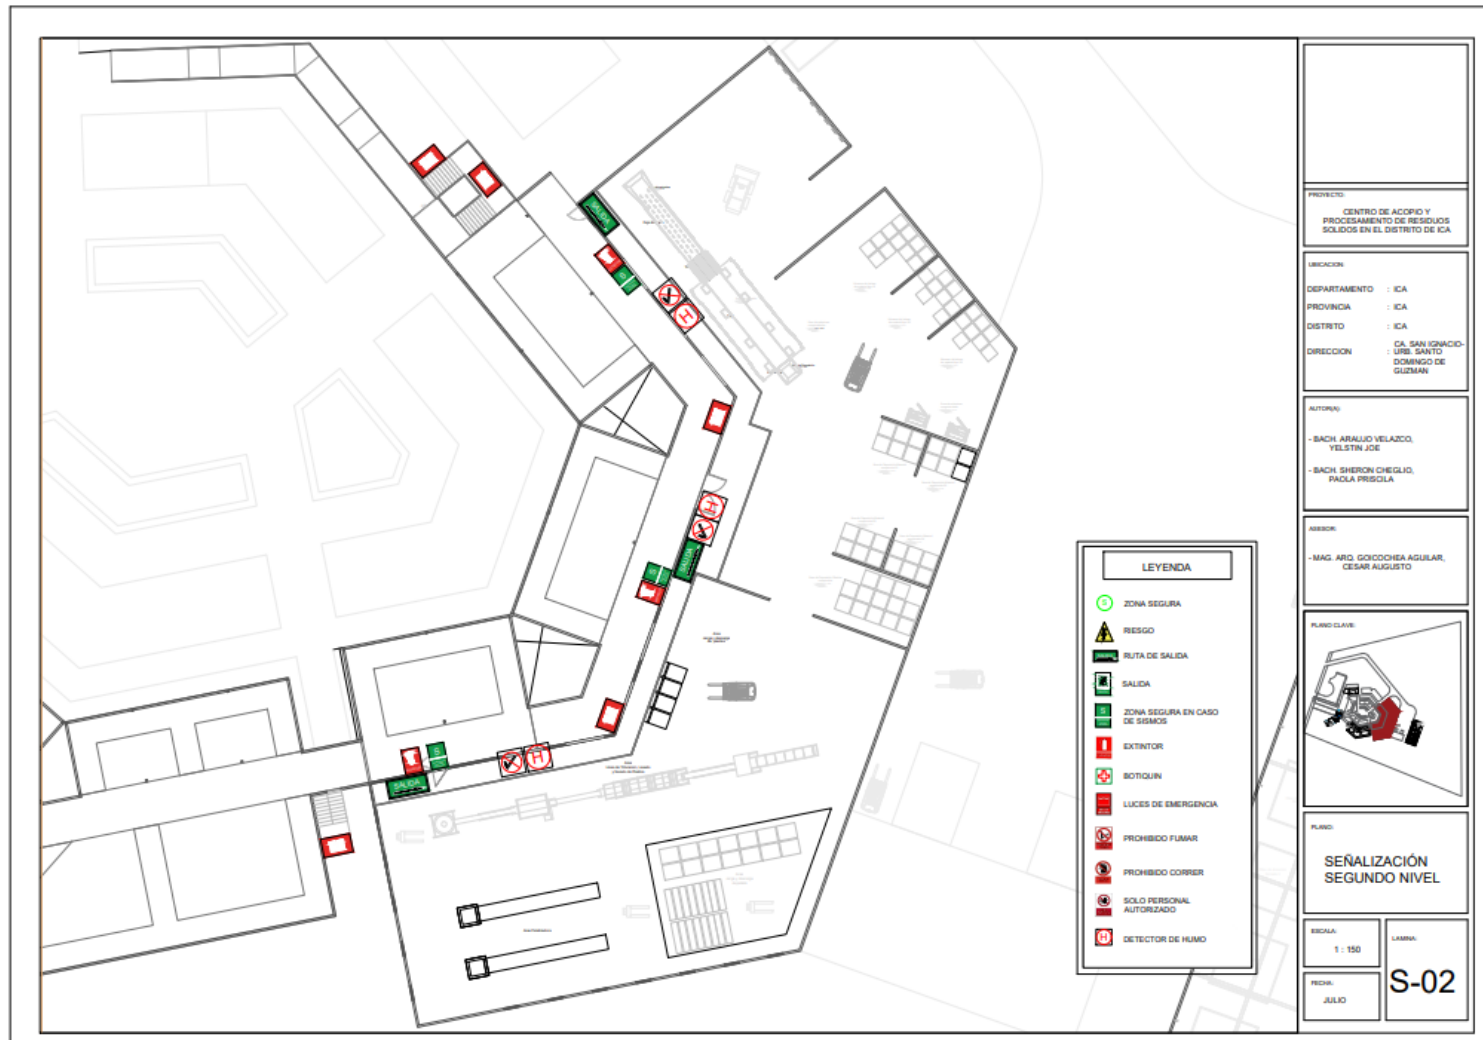 SALIDA
S
H
H
SALIDA
S
S
H
SALIDA
LEYENDA
S ZONA SEGURA
RIESGO
RUTA DE SALIDA
SALIDA
S ZONA SEGURA EN CASO
DE SISMOS
EXTINTOR
BOTIQUIN
LUCES DE EMERGENCIA
PROHIBIDO FUMAR
PROHIBIDO CORRER
SOLO PERSONAL
AUTORIZADO
H DETECTOR DE HUMO
PROYECTO:
CENTRO DE ACOPIO Y
PROCESAMIENTO DE RESIDUOS
SOLIDOS EN EL DISTRITO DE ICA
UBICACION:
DEPARTAMENTO : ICA
PROVINCIA : ICA
DISTRITO : ICA
DIRECCION : CA. SAN IGNACIO-
URB. SANTO
DOMINGO DE
GUZMAN
AUTOR(A):
- BACH. ARAUJO VELAZCO,
YELSTIN JOE
- BACH. SHERON CHEGLIO,
PAOLA PRISCILA
ASESOR:
- MAG. ARQ. GOICOCHEA AGUILAR,
CESAR AUGUSTO
PLANO CLAVE:
PLANO:
SEÑALIZACIÓN
SEGUNDO NIVEL
ESCALA:
1 : 150
LAMINA:
S-02
FECHA:
JULIO